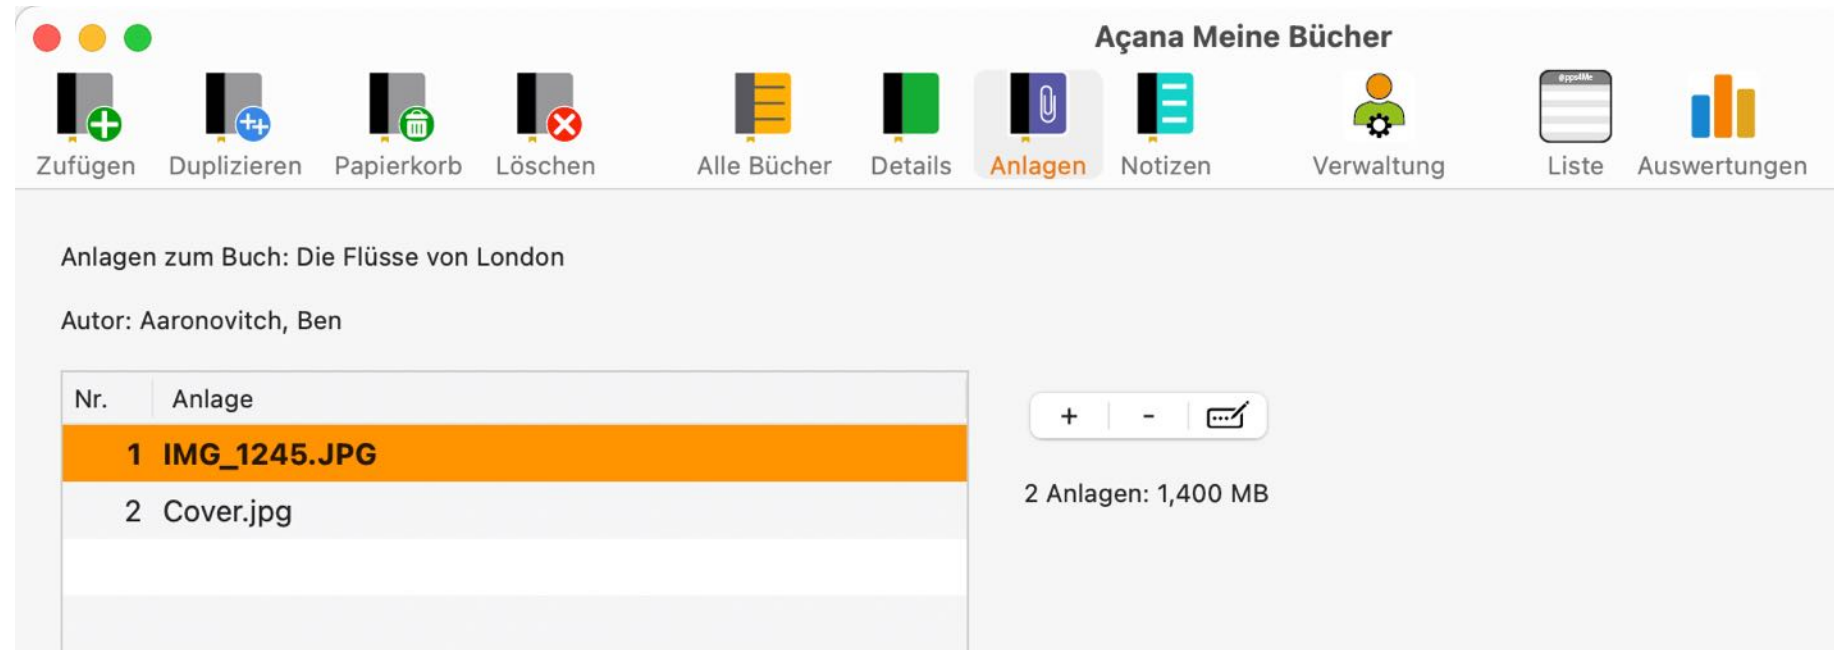 Açana Meine Bücher
@pps4Me
Zufügen Duplizieren Papierkorb Löschen Alle Bücher Details Anlagen Notizen Verwaltung Liste Auswertungen
Anlagen zum Buch: Die Flüsse von London
Autor: Aaronovitch, Ben
Nr. Anlage
+ -
1 IMG_1245.JPG
2 Cover.jpg
2 Anlagen: 1,400 MB